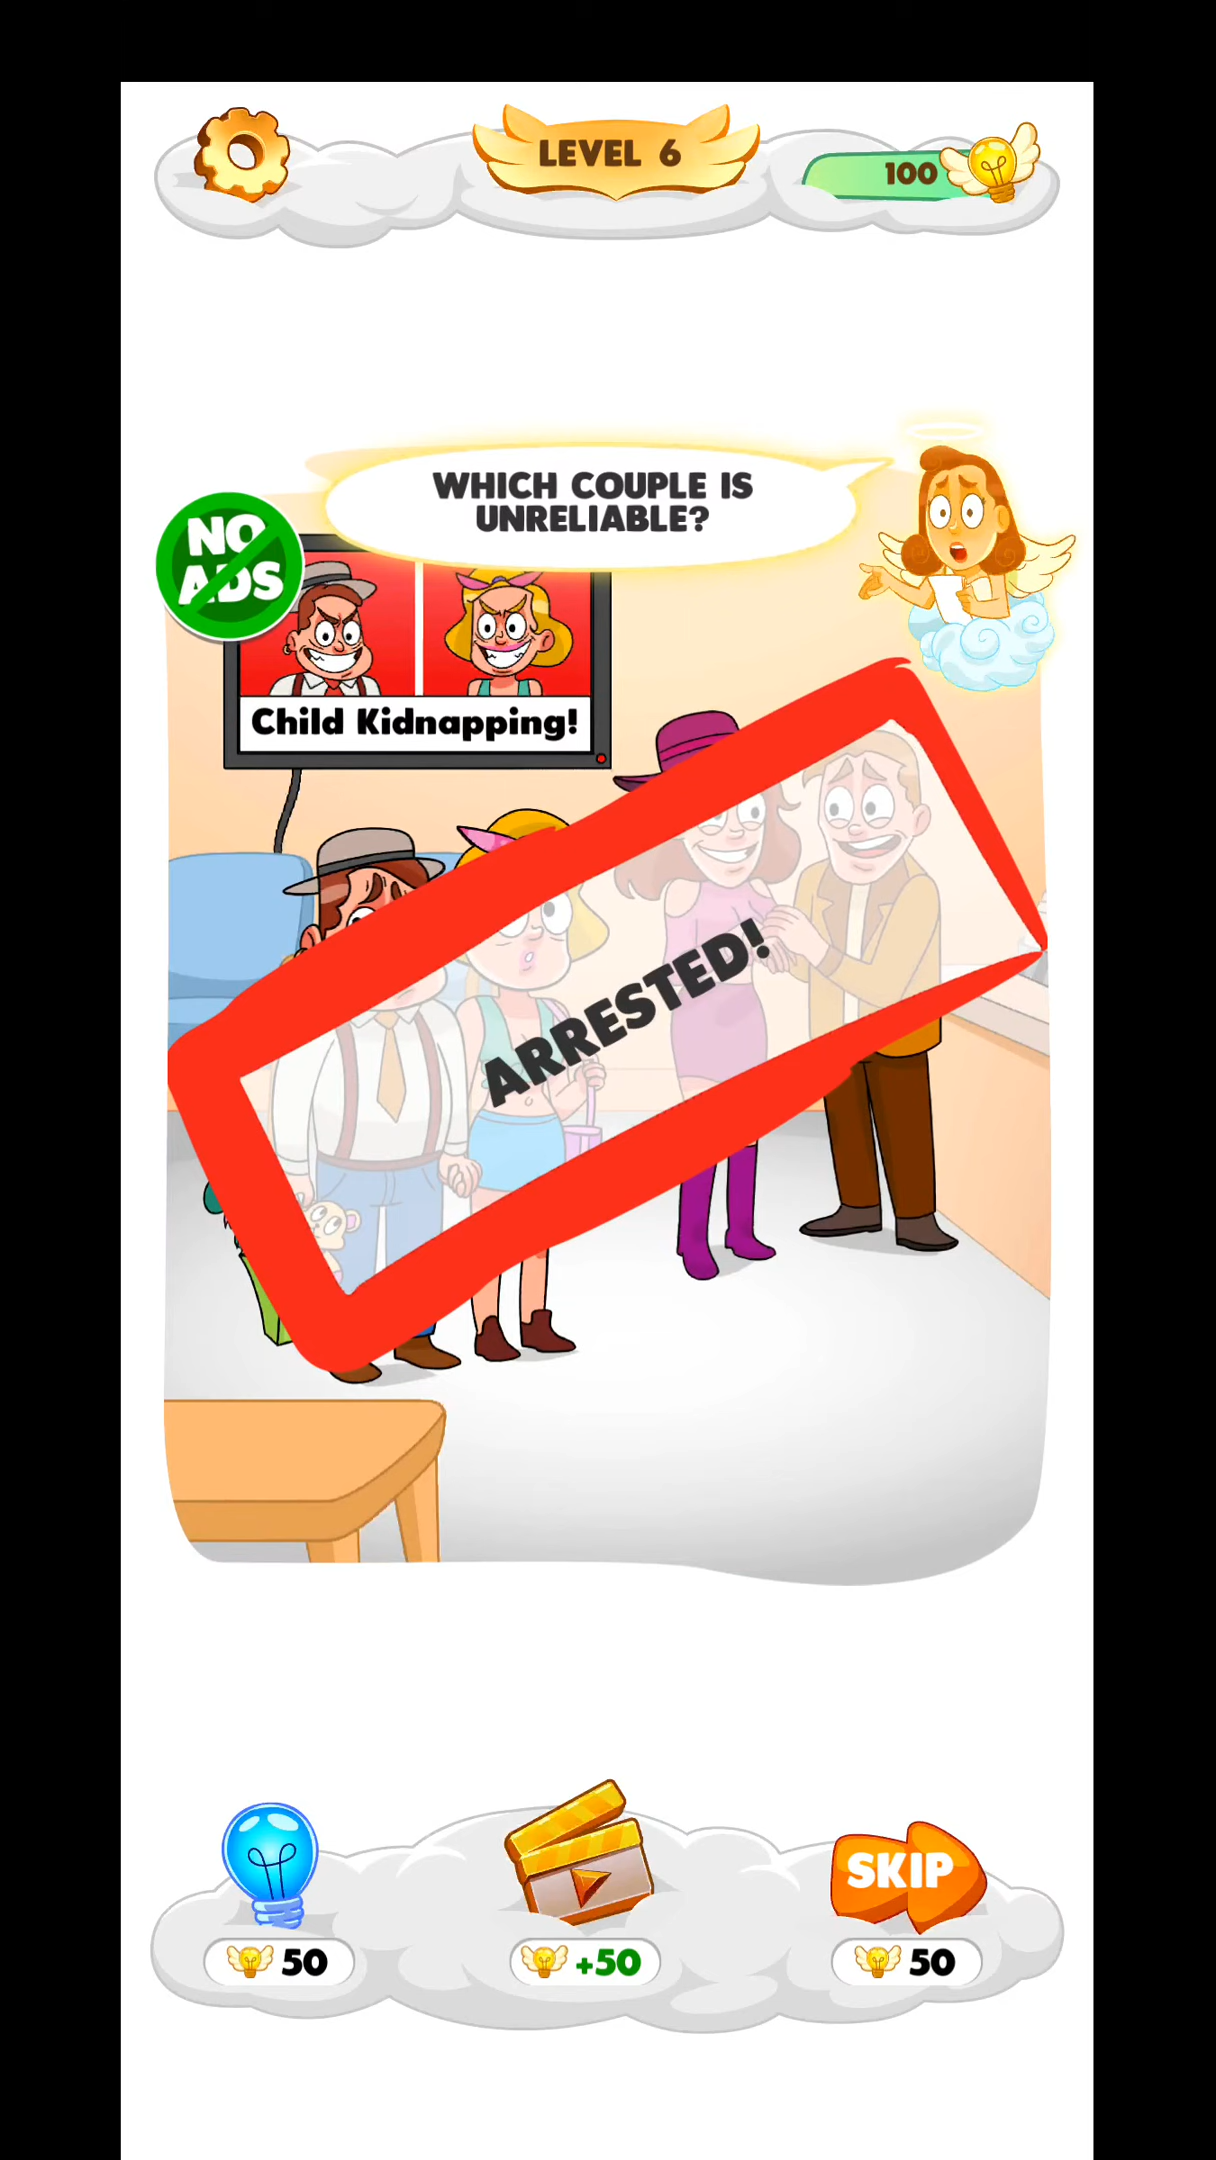 LEVEL 6
100
WHICH COUPLE IS
UNRELIABLE?
NO
ADS
Child Kidnapping!
ARRESTED!
SKIP
50
+50
50